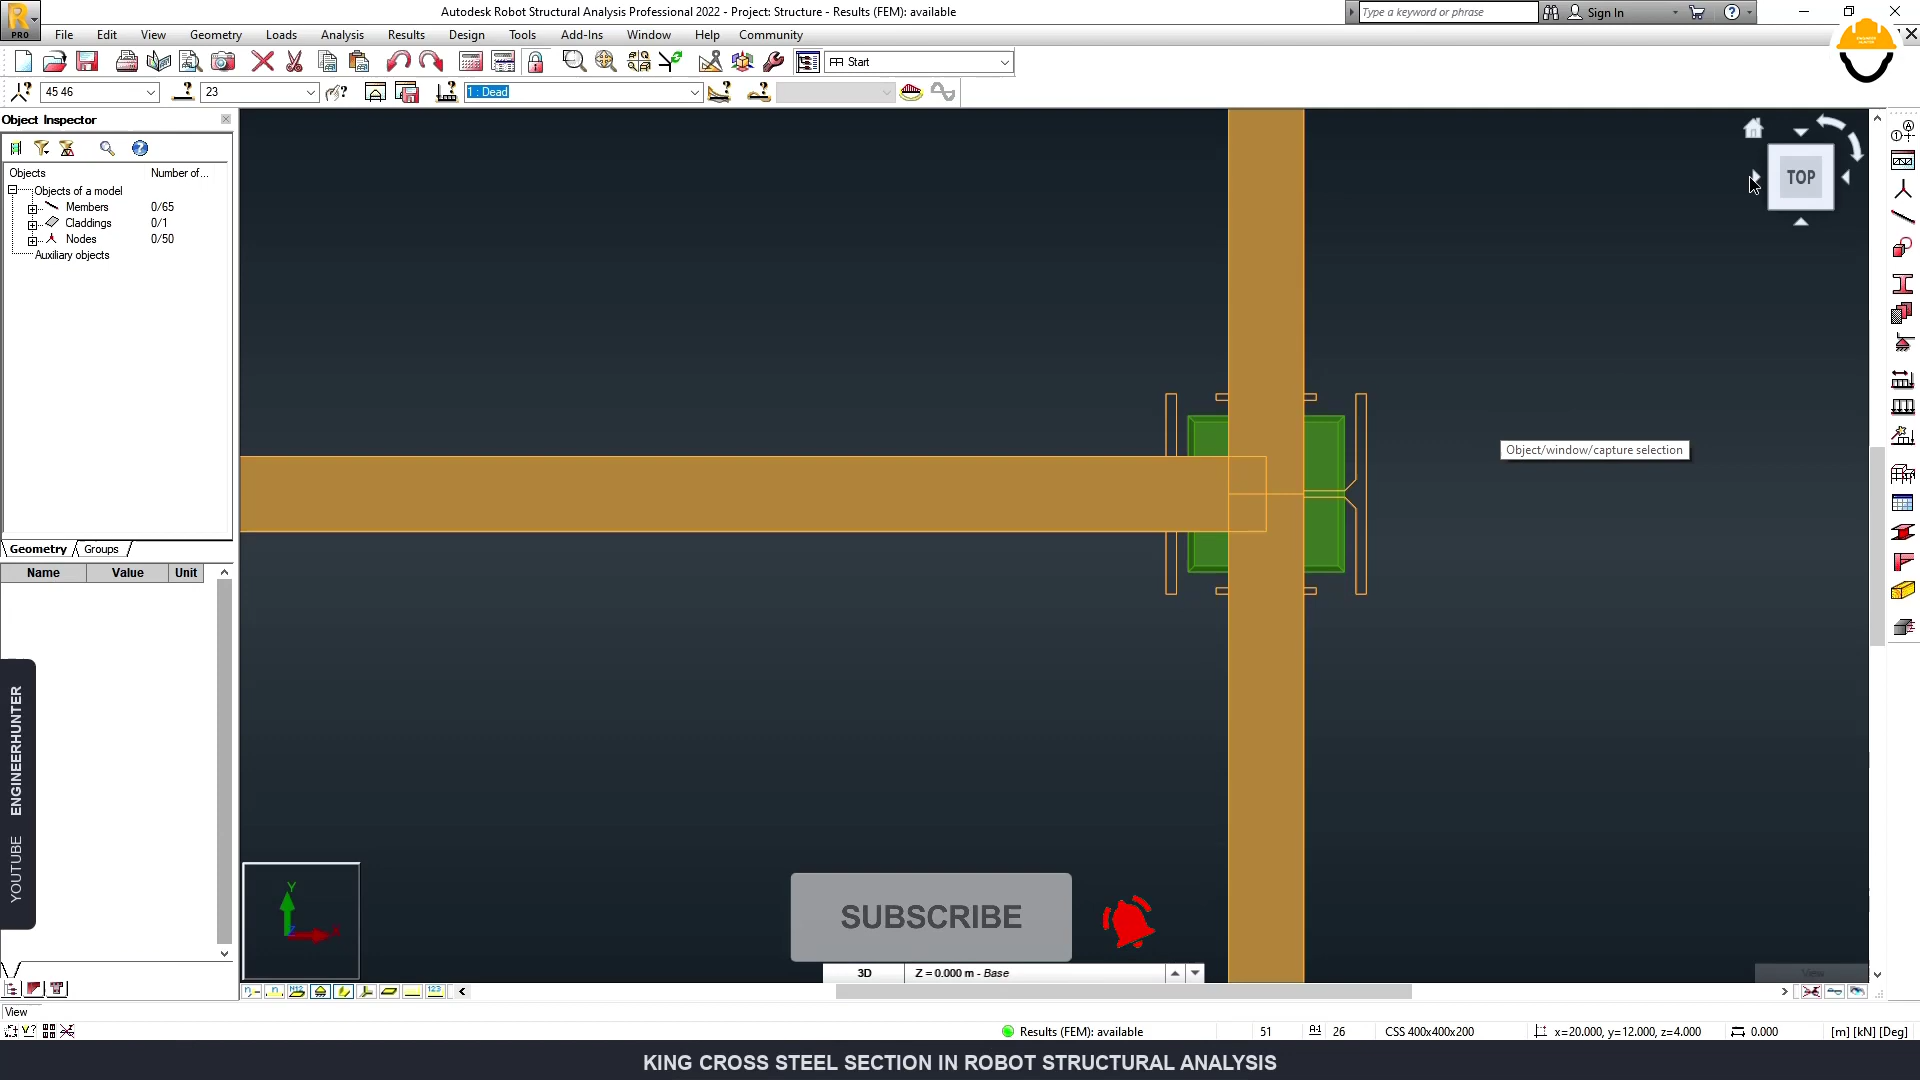 PRO
Autodesk Robot Structural Analysis Professional 2022 - Project: Structure - Results (FEM): available
Type a keyword or phrase
Sign In
File Edit View Geometry Loads Analysis Results Design Tools Add-Ins Window Help Community
Start
45 46
23
1 : Dead
Object Inspector
Objects Number of...
Objects of a model
Members 0/65
Claddings 0/1
Nodes 0/50
Auxiliary objects
TOP
Object/window/capture selection
Geometry Groups
Name Value Unit
YOUTUBE ENGINEERHUNTER
Y
SUBSCRIBE
3D Z = 0.000 m - Base
View
View
Results (FEM): available 51 26 CSS 400x400x200 x=20.000, y=12.000, z=4.000 0.000 [m] [kN] [Deg]
KING CROSS STEEL SECTION IN ROBOT STRUCTURAL ANALYSIS